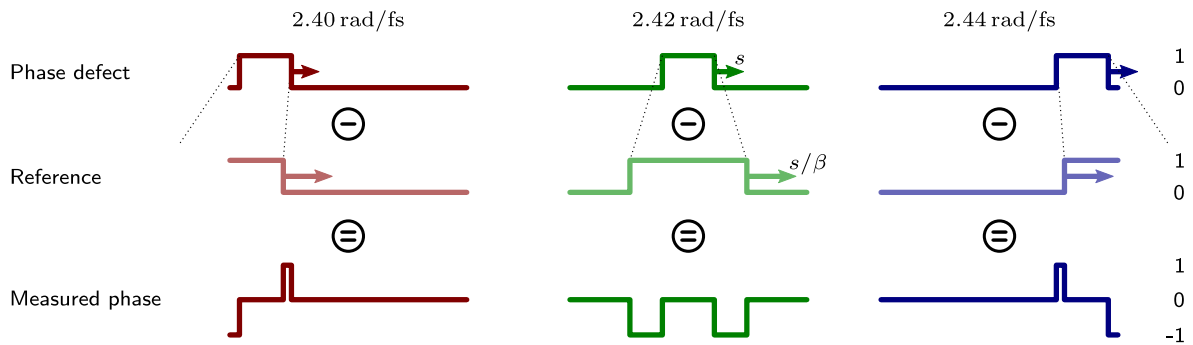 2.40 rad/fs 2.42 rad/fs 2.44 rad/fs
Phase defect s 1
0
Reference s/β 1
0
Measured phase 1
0
-1